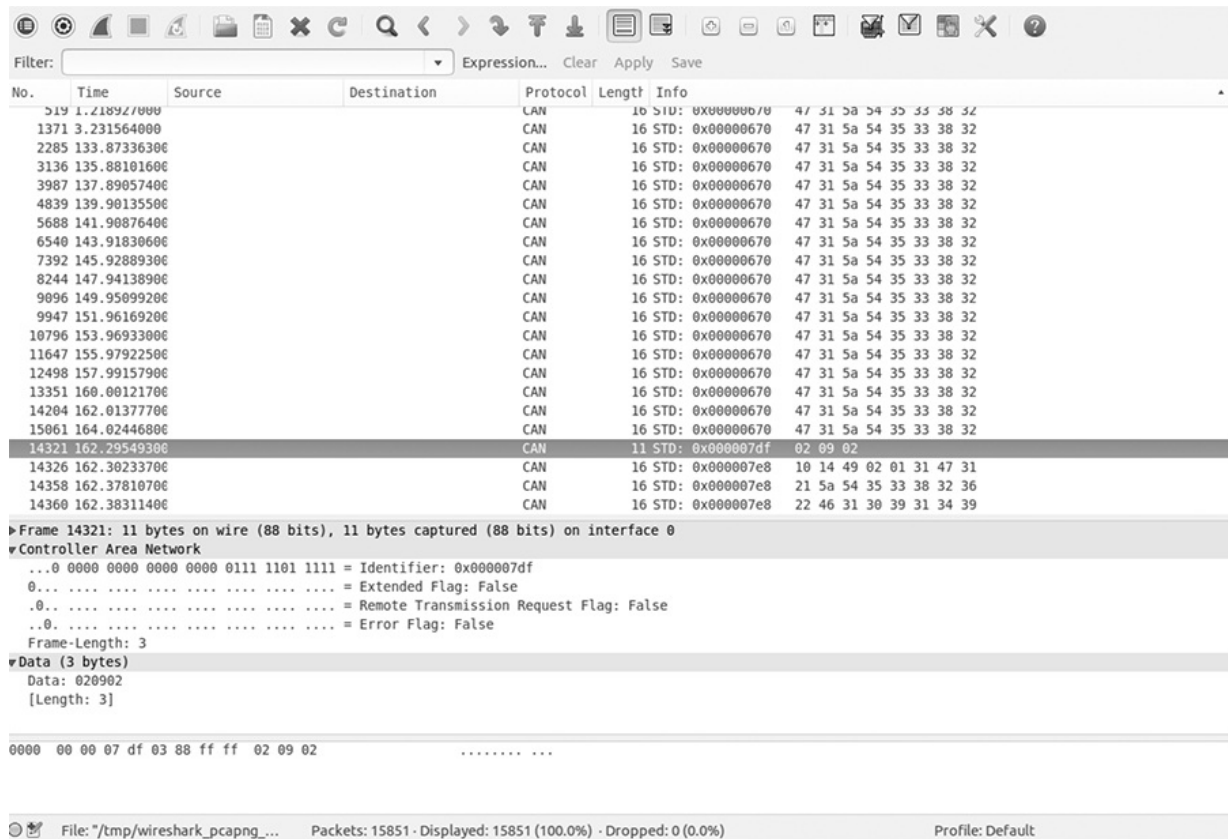 Filter: Expression... Clear Apply Save
No. Time Source Destination Protocol Length Info
519 1.218927000 CAN 16 STD: 0x00000670 47 31 5a 54 35 33 38 32
1371 3.231564000 CAN 16 STD: 0x00000670 47 31 5a 54 35 33 38 32
2285 133.87336300 CAN 16 STD: 0x00000670 47 31 5a 54 35 33 38 32
3136 135.88101600 CAN 16 STD: 0x00000670 47 31 5a 54 35 33 38 32
3987 137.89057400 CAN 16 STD: 0x00000670 47 31 5a 54 35 33 38 32
4839 139.90135500 CAN 16 STD: 0x00000670 47 31 5a 54 35 33 38 32
5688 141.90876400 CAN 16 STD: 0x00000670 47 31 5a 54 35 33 38 32
6540 143.91830600 CAN 16 STD: 0x00000670 47 31 5a 54 35 33 38 32
7392 145.92889300 CAN 16 STD: 0x00000670 47 31 5a 54 35 33 38 32
8244 147.94138900 CAN 16 STD: 0x00000670 47 31 5a 54 35 33 38 32
9096 149.95099200 CAN 16 STD: 0x00000670 47 31 5a 54 35 33 38 32
9947 151.96169200 CAN 16 STD: 0x00000670 47 31 5a 54 35 33 38 32
10796 153.96933000 CAN 16 STD: 0x00000670 47 31 5a 54 35 33 38 32
11647 155.97922500 CAN 16 STD: 0x00000670 47 31 5a 54 35 33 38 32
12498 157.99157900 CAN 16 STD: 0x00000670 47 31 5a 54 35 33 38 32
13351 160.00121700 CAN 16 STD: 0x00000670 47 31 5a 54 35 33 38 32
14204 162.01377700 CAN 16 STD: 0x00000670 47 31 5a 54 35 33 38 32
15061 164.02446800 CAN 16 STD: 0x00000670 47 31 5a 54 35 33 38 32
14321 162.29549300 CAN 11 STD: 0x000007df 02 09 02
14326 162.30233700 CAN 16 STD: 0x000007e8 10 14 49 02 01 31 47 31
14358 162.37810700 CAN 16 STD: 0x000007e8 21 5a 54 35 33 38 32 36
14360 162.38311400 CAN 16 STD: 0x000007e8 22 46 31 30 39 31 34 39
Frame 14321: 11 bytes on wire (88 bits), 11 bytes captured (88 bits) on interface 0
Controller Area Network
...0 0000 0000 0000 0000 0111 1101 1111 = Identifier: 0x000007df
0... .... .... .... .... .... .... .... = Extended Flag: False
.0.. .... .... .... .... .... .... .... = Remote Transmission Request Flag: False
..0. .... .... .... .... .... .... .... = Error Flag: False
Frame-Length: 3
Data (3 bytes)
Data: 020902
[Length: 3]
0000 00 00 07 df 03 88 ff ff 02 09 02 ........ ...
File: "/tmp/wireshark_pcapng_... Packets: 15851 · Displayed: 15851 (100.0%) · Dropped: 0 (0.0%) Profile: Default